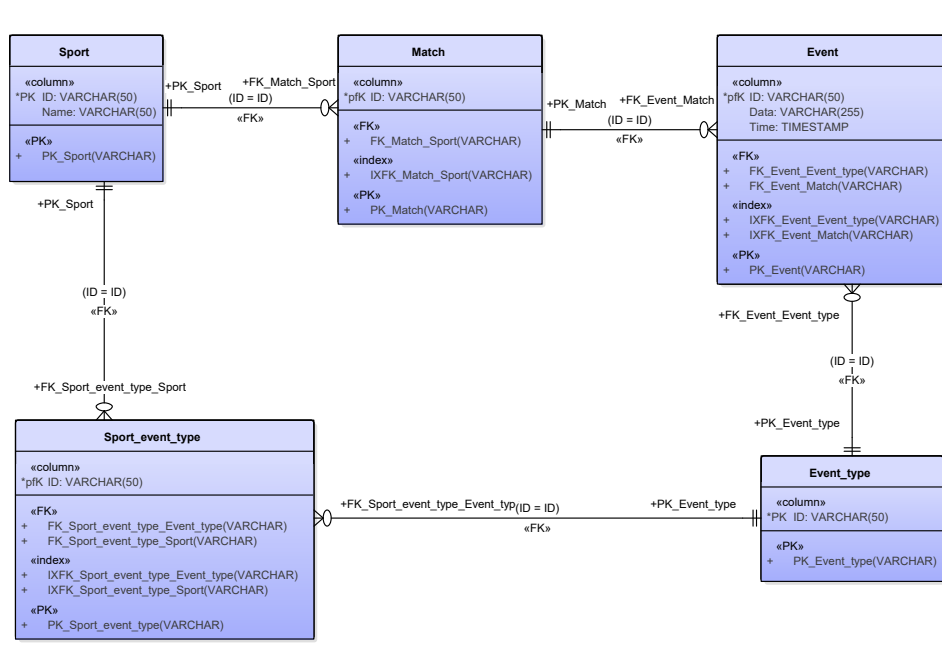 Sport
«column»
*PK ID: VARCHAR(50)
Name: VARCHAR(50)
«PK»
+ PK_Sport(VARCHAR)
+PK_Sport
+FK_Match_Sport
(ID = ID)
«FK»
Match
«column»
*pfK ID: VARCHAR(50)
«FK»
+ FK_Match_Sport(VARCHAR)
«index»
+ IXFK_Match_Sport(VARCHAR)
«PK»
+ PK_Match(VARCHAR)
+PK_Match
+FK_Event_Match
(ID = ID)
«FK»
Event
«column»
*pfK ID: VARCHAR(50)
Data: VARCHAR(255)
Time: TIMESTAMP
«FK»
+ FK_Event_Event_type(VARCHAR)
+ FK_Event_Match(VARCHAR)
«index»
+ IXFK_Event_Event_type(VARCHAR)
+ IXFK_Event_Match(VARCHAR)
«PK»
+ PK_Event(VARCHAR)
+PK_Sport
(ID = ID)
«FK»
+FK_Sport_event_type_Sport
+FK_Event_Event_type
(ID = ID)
«FK»
+PK_Event_type
Sport_event_type
«column»
*pfK ID: VARCHAR(50)
«FK»
+ FK_Sport_event_type_Event_type(VARCHAR)
+ FK_Sport_event_type_Sport(VARCHAR)
«index»
+ IXFK_Sport_event_type_Event_type(VARCHAR)
+ IXFK_Sport_event_type_Sport(VARCHAR)
«PK»
+ PK_Sport_event_type(VARCHAR)
+FK_Sport_event_type_Event_typ(ID = ID)
+PK_Event_type
«FK»
Event_type
«column»
*PK ID: VARCHAR(50)
«PK»
+ PK_Event_type(VARCHAR)